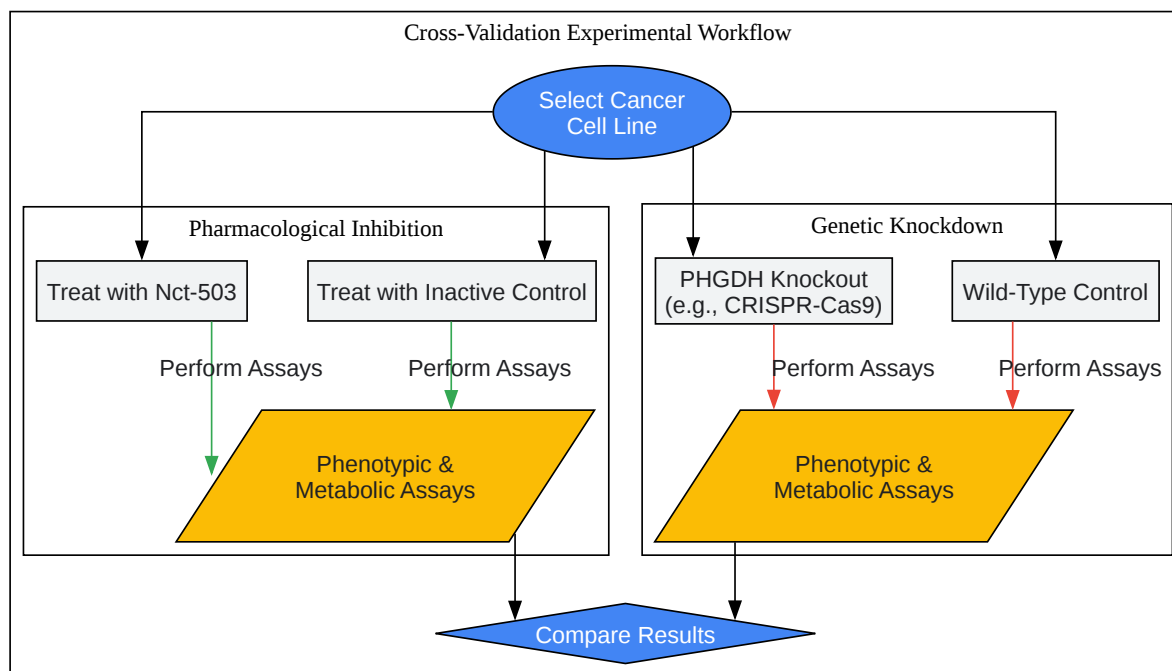 Cross-Validation Experimental Workflow
Select Cancer
Cell Line
Pharmacological Inhibition
Treat with Nct-503
Treat with Inactive Control
Perform Assays
Perform Assays
Phenotypic &
Metabolic Assays
Genetic Knockdown
PHGDH Knockout
(e.g., CRISPR-Cas9)
Wild-Type Control
Perform Assays
Perform Assays
Phenotypic &
Metabolic Assays
Compare Results